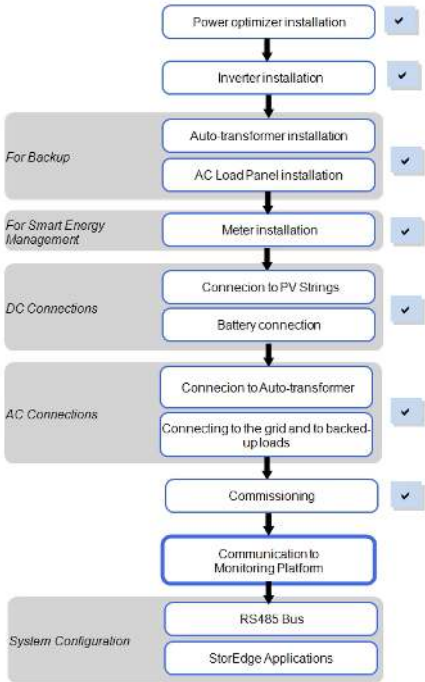 Power optimizer installation
Inverter installation
Auto-transformer installation
For Backup
AC Load Panel installation
For Smart Energy
Management
Meter installation
Connecion to PV Strings
DC Connections
Battery connection
Connecion to Auto-transformer
AC Connections
Connecting to the grid and to backed-
up loads
Commissioning
Communication to
Monitoring Platform
RS485 Bus
System Configuration
StorEdge Applications